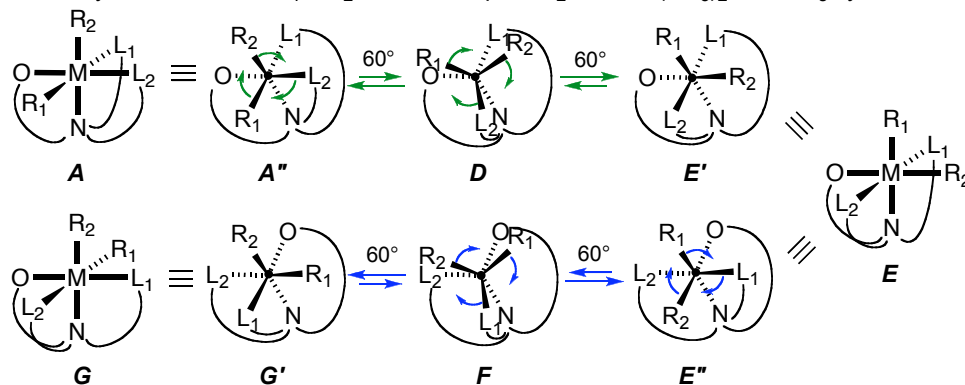 R2
L1
O M L2
R1
N
A
R2 L1
O L2
R1 N
A"
60°
L1
R1 R2
O
L2 N
D
60°
R2 L1
O R2
L2 N
E'
R1
L1
O M R2
L2
N
E
R2
R1
O M L1
L2
N
G
R2 O
L2 R1
L1 N
G'
60°
O
R2 R1
L2
L1 N
F
60°
R1 O
L2 L1
R2 N
E"